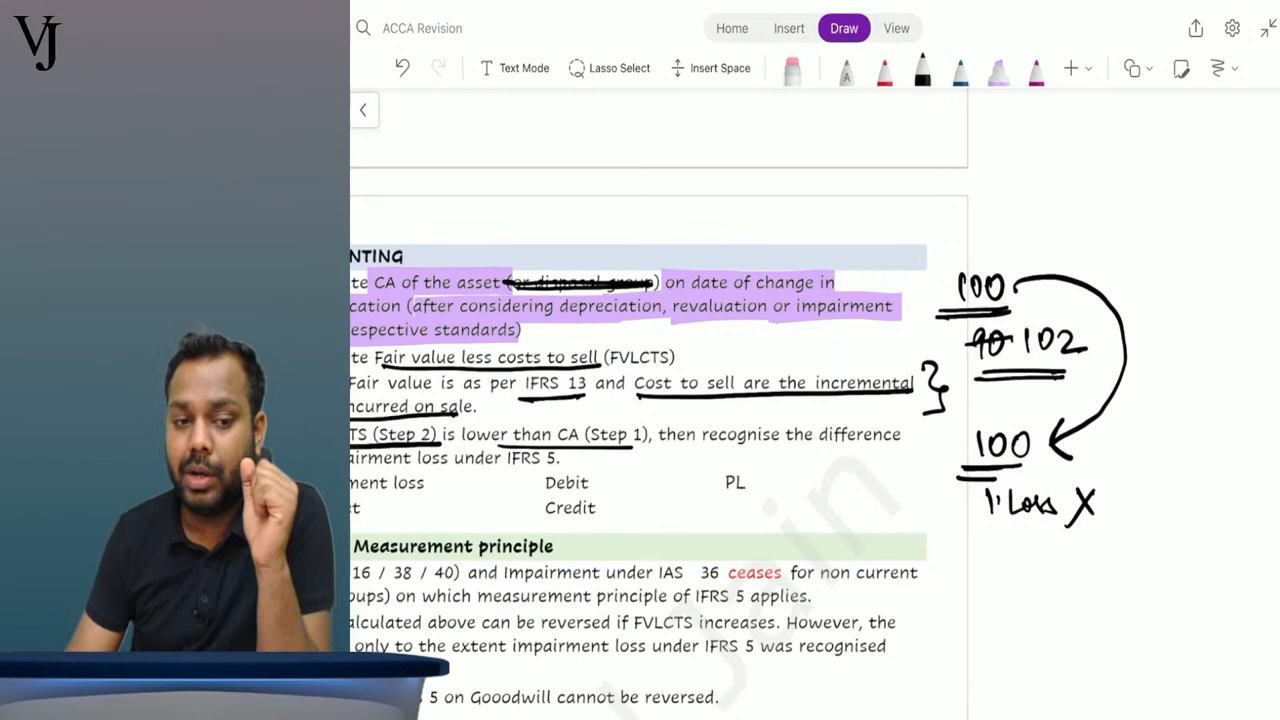 VJ
ACCA Revision
Home Insert Draw View
Text Mode Lasso Select Insert Space
NTING
te CA of the asset (or disposal group) on date of change in
cation (after considering depreciation, revaluation or impairment
espective standards)
te Fair value less costs to sell (FVLCTS)
Fair value is as per IFRS 13 and Cost to sell are the incremental
ncurred on sale.
TS (Step 2) is lower than CA (Step 1), then recognise the difference
airment loss under IFRS 5.
ment loss Debit PL
t Credit
Measurement principle
16 / 38 / 40) and Impairment under IAS 36 ceases for non current
oups) on which measurement principle of IFRS 5 applies.
alculated above can be reversed if FVLCTS increases. However, the
only to the extent impairment loss under IFRS 5 was recognised
5 on Gooodwill cannot be reversed.
100
90 102
100
I. Loss X
Jain